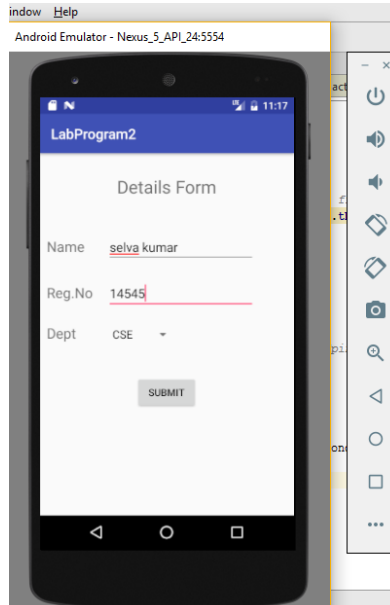 indow Help
Android Emulator - Nexus_5_API_24:5554
11:17
LabProgram2
Details Form
Name selva kumar
Reg.No 14545
Dept CSE
SUBMIT